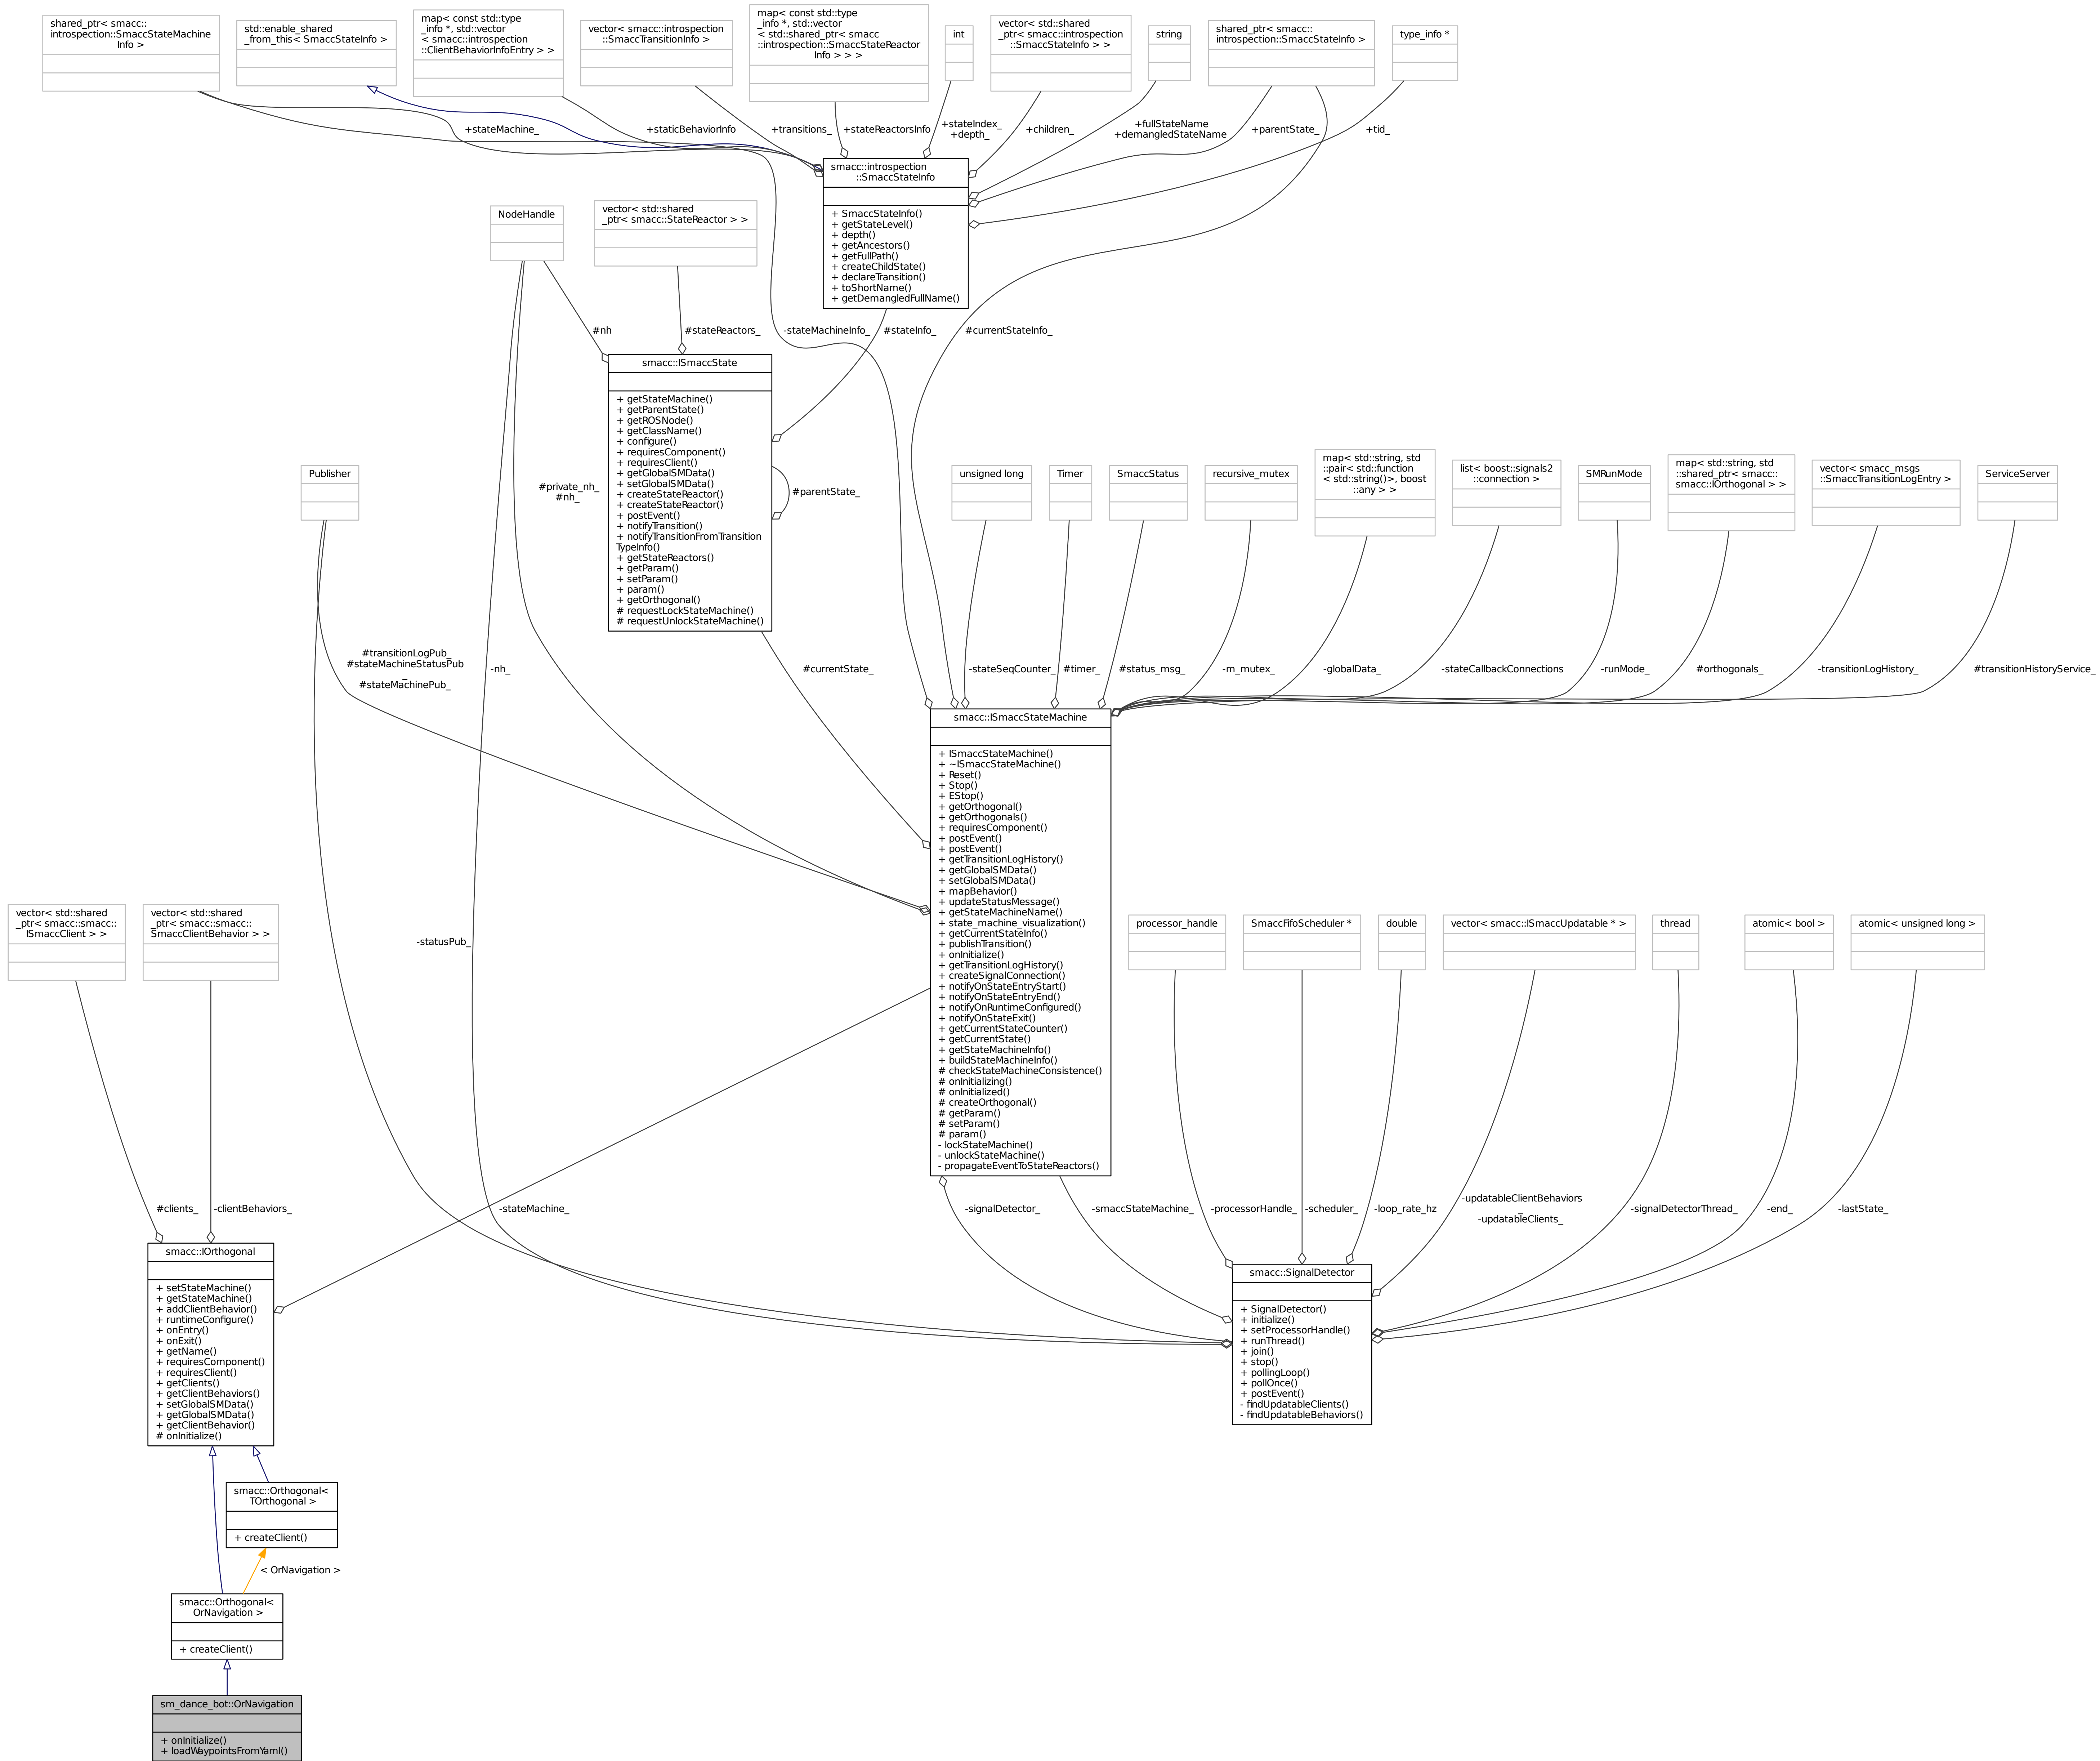 shared_ptr< smacc::
introspection::SmaccStateMachine
Info >
std::enable_shared
_from_this< SmaccStateInfo >
map< const std::type
_info *, std::vector
< smacc::introspection
::ClientBehaviorInfoEntry > >
vector< smacc::introspection
::SmaccTransitionInfo >
map< const std::type
_info *, std::vector
< std::shared_ptr< smacc
::introspection::SmaccStateReactor
Info > > >
int
vector< std::shared
_ptr< smacc::introspection
::SmaccStateInfo > >
string
shared_ptr< smacc::
introspection::SmaccStateInfo >
type_info *
+stateMachine_
+staticBehaviorInfo
+transitions_
+stateReactorsInfo
+stateIndex_
+depth_
+children_
+fullStateName
+demangledStateName
+parentState_
+tid_
smacc::introspection
::SmaccStateInfo
+ SmaccStateInfo()
+ getStateLevel()
+ depth()
+ getAncestors()
+ getFullPath()
+ createChildState()
+ declareTransition()
+ toShortName()
+ getDemangledFullName()
NodeHandle
vector< std::shared
_ptr< smacc::StateReactor > >
#nh
#stateReactors_
-stateMachineInfo_
#stateInfo_
#currentStateInfo_
smacc::ISmaccState
+ getStateMachine()
+ getParentState()
+ getROSNode()
+ getClassName()
+ configure()
+ requiresComponent()
+ requiresClient()
+ getGlobalSMData()
+ setGlobalSMData()
+ createStateReactor()
+ createStateReactor()
+ postEvent()
+ notifyTransition()
+ notifyTransitionFromTransition
TypeInfo()
+ getStateReactors()
+ getParam()
+ setParam()
+ param()
+ getOrthogonal()
# requestLockStateMachine()
# requestUnlockStateMachine()
#parentState_
Publisher
#private_nh_
#nh_
unsigned long
Timer
SmaccStatus
recursive_mutex
map< std::string, std
::pair< std::function
< std::string()>, boost
::any > >
list< boost::signals2
::connection >
SMRunMode
map< std::string, std
::shared_ptr< smacc::
smacc::IOrthogonal > >
vector< smacc_msgs
::SmaccTransitionLogEntry >
ServiceServer
#transitionLogPub_
#stateMachineStatusPub
_
#stateMachinePub_
-nh_
#currentState_
-stateSeqCounter_
#timer_
#status_msg_
-m_mutex_
-globalData_
-stateCallbackConnections
-runMode_
#orthogonals_
-transitionLogHistory_
#transitionHistoryService_
smacc::ISmaccStateMachine
+ ISmaccStateMachine()
+ ~ISmaccStateMachine()
+ Reset()
+ Stop()
+ EStop()
+ getOrthogonal()
+ getOrthogonals()
+ requiresComponent()
+ postEvent()
+ postEvent()
+ getTransitionLogHistory()
+ getGlobalSMData()
+ setGlobalSMData()
+ mapBehavior()
+ updateStatusMessage()
+ getStateMachineName()
+ state_machine_visualization()
+ getCurrentStateInfo()
+ publishTransition()
+ onInitialize()
+ getTransitionLogHistory()
+ createSignalConnection()
+ notifyOnStateEntryStart()
+ notifyOnStateEntryEnd()
+ notifyOnRuntimeConfigured()
+ notifyOnStateExit()
+ getCurrentStateCounter()
+ getCurrentState()
+ getStateMachineInfo()
+ buildStateMachineInfo()
# checkStateMachineConsistence()
# onInitializing()
# onInitialized()
# createOrthogonal()
# getParam()
# setParam()
# param()
- lockStateMachine()
- unlockStateMachine()
- propagateEventToStateReactors()
vector< std::shared
_ptr< smacc::smacc::
ISmaccClient > >
vector< std::shared
_ptr< smacc::smacc::
SmaccClientBehavior > >
-statusPub_
processor_handle
SmaccFifoScheduler *
double
vector< smacc::ISmaccUpdatable * >
thread
atomic< bool >
atomic< unsigned long >
#clients_
-clientBehaviors_
-stateMachine_
-signalDetector_
-smaccStateMachine_
-processorHandle_
-scheduler_
-loop_rate_hz
-updatableClientBehaviors
_
-updatableClients_
-signalDetectorThread_
-end_
-lastState_
smacc::IOrthogonal
+ setStateMachine()
+ getStateMachine()
+ addClientBehavior()
+ runtimeConfigure()
+ onEntry()
+ onExit()
+ getName()
+ requiresComponent()
+ requiresClient()
+ getClients()
+ getClientBehaviors()
+ setGlobalSMData()
+ getGlobalSMData()
+ getClientBehavior()
# onInitialize()
smacc::SignalDetector
+ SignalDetector()
+ initialize()
+ setProcessorHandle()
+ runThread()
+ join()
+ stop()
+ pollingLoop()
+ pollOnce()
+ postEvent()
- findUpdatableClients()
- findUpdatableBehaviors()
smacc::Orthogonal<
TOrthogonal >
+ createClient()
< OrNavigation >
smacc::Orthogonal<
OrNavigation >
+ createClient()
sm_dance_bot::OrNavigation
+ onInitialize()
+ loadWaypointsFromYaml()